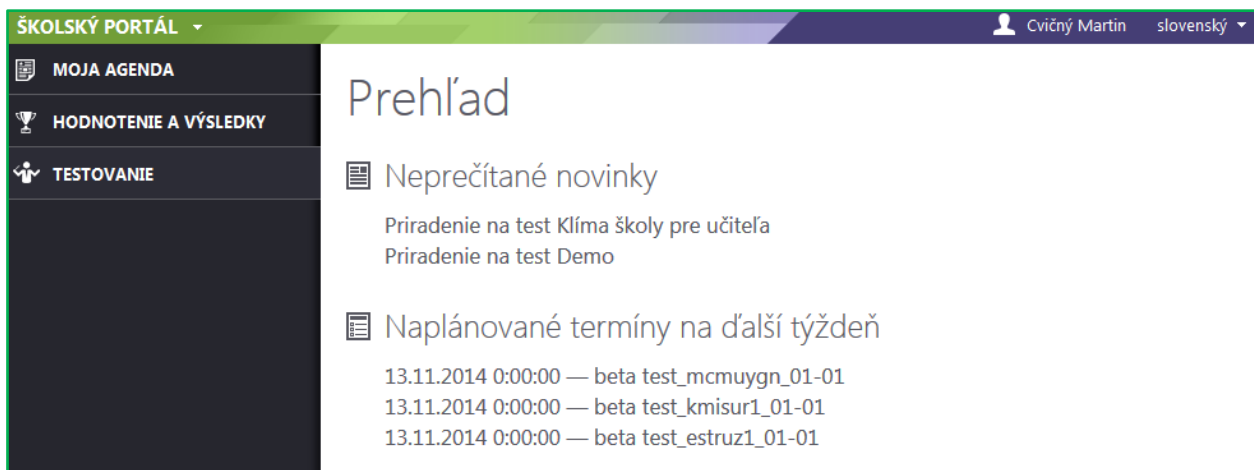 ŠKOLSKÝ PORTÁL
Cvičný Martin
slovenský
MOJA AGENDA
HODNOTENIE A VÝSLEDKY
TESTOVANIE
Prehľad
Neprečítané novinky
Priradenie na test Klíma školy pre učiteľa
Priradenie na test Demo
Naplánované termíny na ďalší týždeň
13.11.2014 0:00:00 — beta test_mcmuygn_01-01
13.11.2014 0:00:00 — beta test_kmisur1_01-01
13.11.2014 0:00:00 — beta test_estruz1_01-01